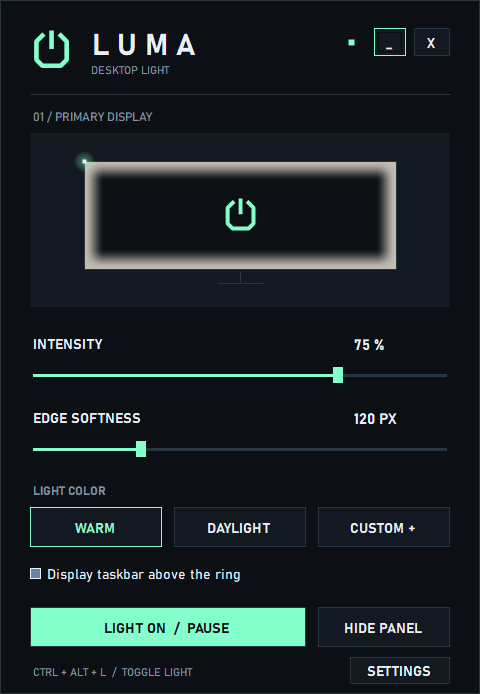 LUMA
_ X
DESKTOP LIGHT
01 / PRIMARY DISPLAY
INTENSITY 75 %
EDGE SOFTNESS 120 PX
LIGHT COLOR
WARM DAYLIGHT CUSTOM +
Display taskbar above the ring
LIGHT ON / PAUSE HIDE PANEL
CTRL + ALT + L / TOGGLE LIGHT SETTINGS